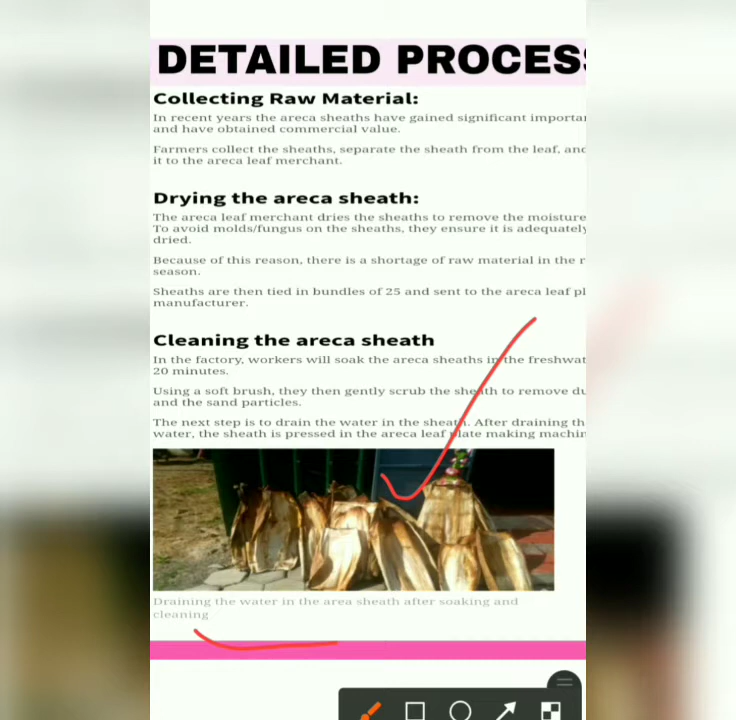 DETAILED PROCES
Collecting Raw Material:
In recent years the areca sheaths have gained significant
and have obtained commercial value.
Farmers collect the sheaths, separate the sheath from the leaf, and
it to the areca leaf merchant.
Drying the areca sheath:
The areca leaf merchant dries the sheaths to remove the moisture
To avoid molds/fungus on the sheaths, they ensure it is adequately
dried.
Because of this reason, there is a shortage of raw material in the
season.
Sheaths are then tied in bundles of 25 and sent to the areca leaf
manufacturer.
Cleaning the areca sheath
In the factory, workers will soak the areca sheaths in the
20 minutes.
Using a soft brush, they then gently scrub the sheath to remove
and the sand particles.
The next step is to drain the water in the sheath. After draining
water, the sheath is pressed in the areca leaf plate making
Draining the water in the area sheath after soaking and
cleaning